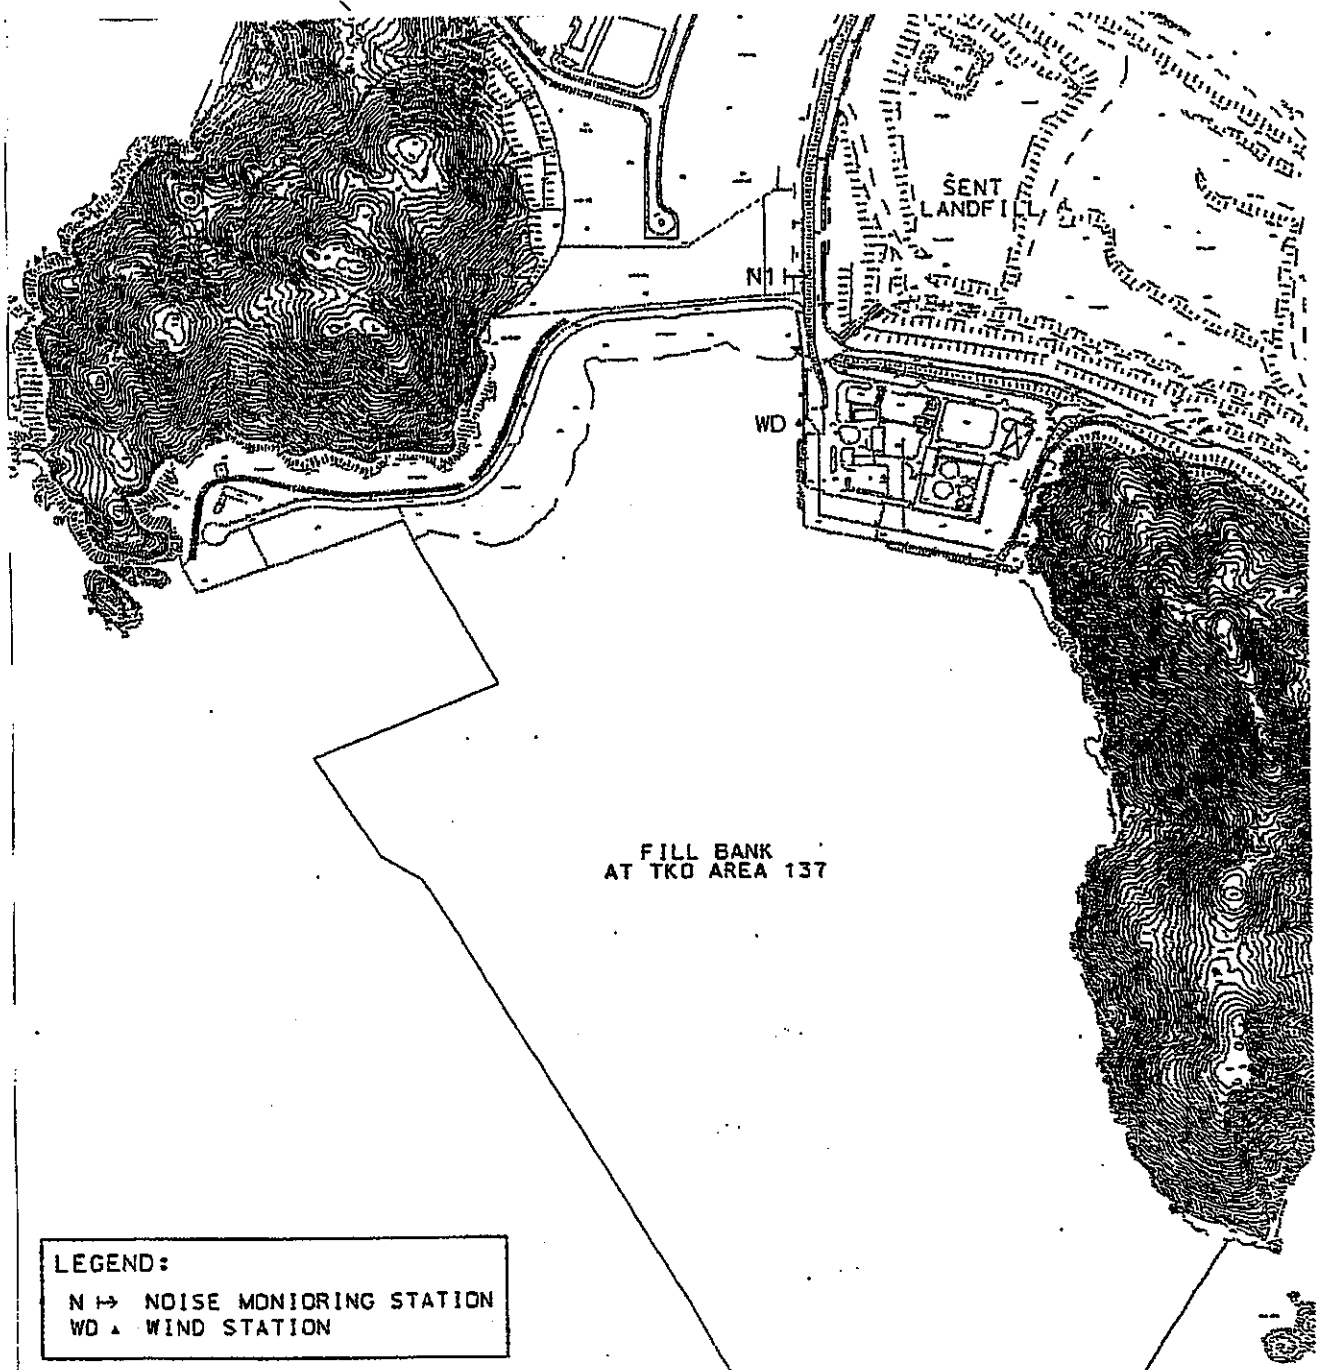 SENT
LANDFILL
N1
WD
FILL BANK
AT TKO AREA 137
LEGEND:
N ↦ NOISE MONIORING STATION
WD ▲ WIND STATION